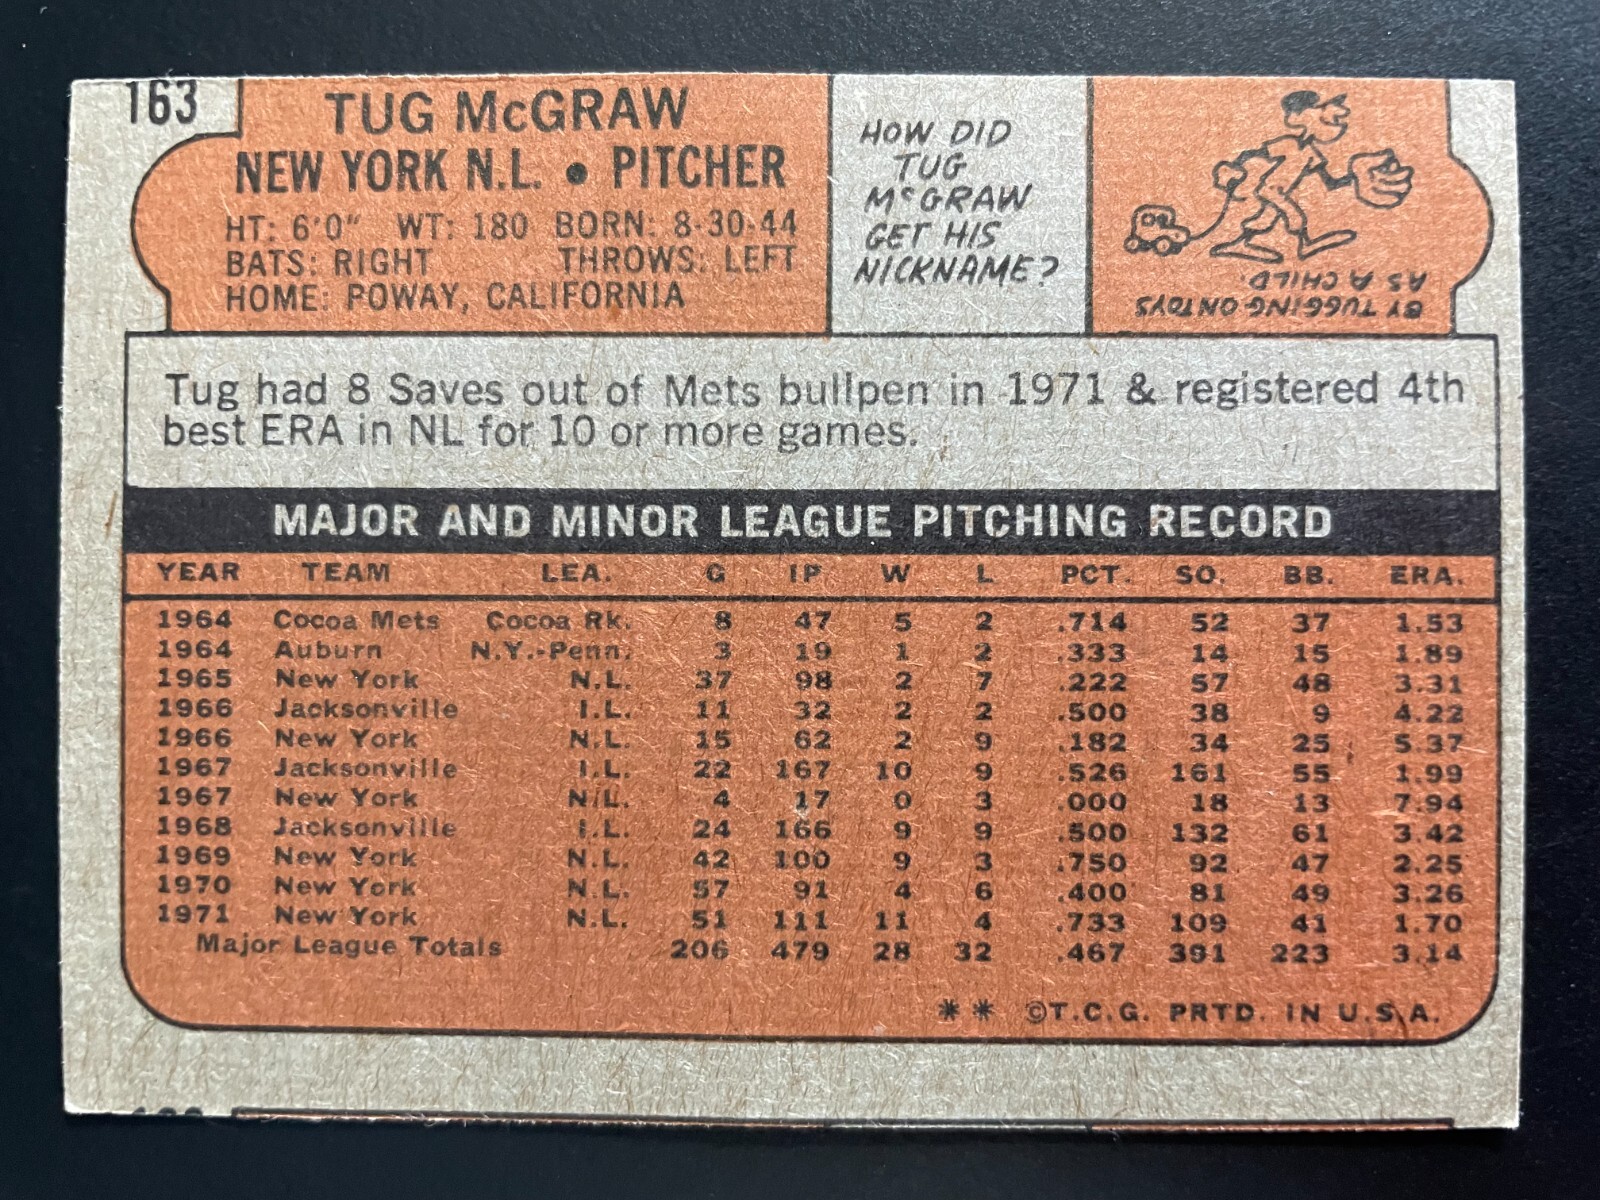 163
TUG McGRAW
NEW YORK N.L. • PITCHER
HT: 6'0" WT: 180 BORN: 8-30-44
BATS: RIGHT THROWS: LEFT
HOME: POWAY, CALIFORNIA
HOW DID
TUG
McGRAW
GET HIS
NICKNAME?
BY TUGGING ON TOYS
AS A CHILD.
Tug had 8 Saves out of Mets bullpen in 1971 & registered 4th
best ERA in NL for 10 or more games.
MAJOR AND MINOR LEAGUE PITCHING RECORD
YEAR TEAM LEA. G IP W L PCT. SO. BB. ERA.
1964 Cocoa Mets Cocoa Rk. 8 47 5 2 .714 52 37 1.53
1964 Auburn N.Y.-Penn. 3 19 1 2 .333 14 15 1.89
1965 New York N.L. 37 98 2 7 .222 57 48 3.31
1966 Jacksonville I.L. 11 32 2 2 .500 38 9 4.22
1966 New York N.L. 15 62 2 9 .182 34 25 5.37
1967 Jacksonville I.L. 22 167 10 9 .526 161 55 1.99
1967 New York N.L. 4 17 0 3 .000 18 13 7.94
1968 Jacksonville I.L. 24 166 9 9 .500 132 61 3.42
1969 New York N.L. 42 100 9 3 .750 92 47 2.25
1970 New York N.L. 57 91 4 6 .400 81 49 3.26
1971 New York N.L. 51 111 11 4 .733 109 41 1.70
Major League Totals 206 479 28 32 .467 391 223 3.14
** ©T.C.G. PRTD. IN U.S.A.